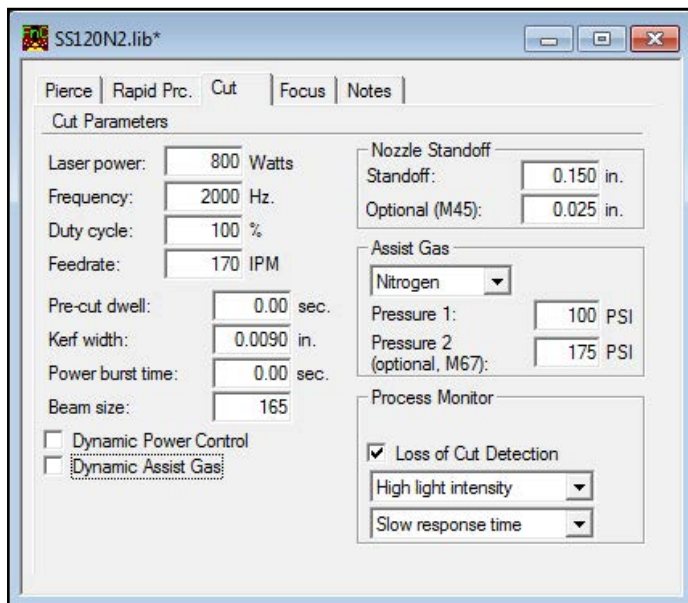 SS120N2.lib*
Pierce Rapid Prc. Cut Focus Notes
Cut Parameters
Laser power: 800 Watts
Frequency: 2000 Hz.
Duty cycle: 100 %
Feedrate: 170 IPM
Pre-cut dwell: 0.00 sec.
Kerf width: 0.0090 in.
Power burst time: 0.00 sec.
Beam size: 165
Dynamic Power Control
Dynamic Assist Gas
Nozzle Standoff
Standoff: 0.150 in.
Optional (M45): 0.025 in.
Assist Gas
Nitrogen
Pressure 1: 100 PSI
Pressure 2
(optional, M67): 175 PSI
Process Monitor
Loss of Cut Detection
High light intensity
Slow response time